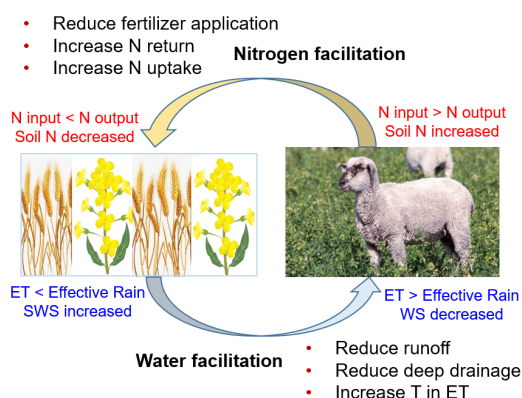 • Reduce fertilizer application
• Increase N return
• Increase N uptake
Nitrogen facilitation
N input < N output
Soil N decreased
N input > N output
Soil N increased
ET < Effective Rain
SWS increased
ET > Effective Rain
WS decreased
Water facilitation
• Reduce runoff
• Reduce deep drainage
• Increase T in ET